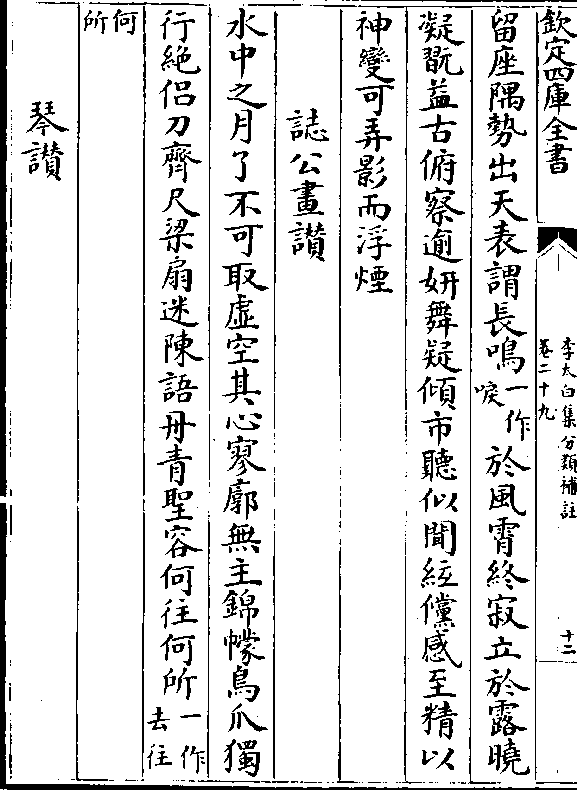 欽定四庫全書
李太白集分類補註
卷二十九
十二
留座隅勢出天表謂長鳴一作唳於風霄終寂立於露曉
凝翫益古俯察逾妍舞疑傾市聽似聞絃儻感至精以
神變可弄影而浮煙
誌公畫讃
水中之月了不可取虛空其心寥廓無主錦幪鳥爪獨
行絕侶刀齊尺梁扇迷陳語丹青聖容何往何所一作去往
何所
琴讃